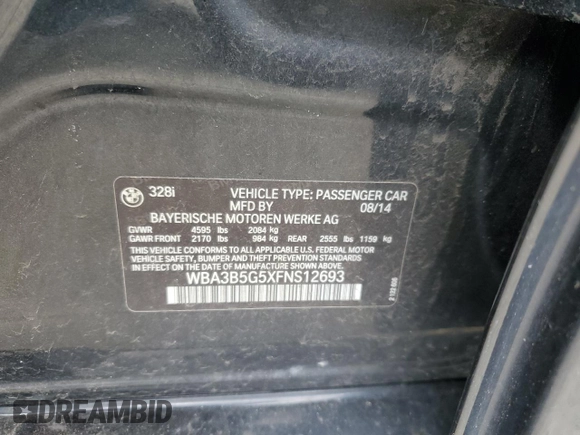 328i VEHICLE TYPE: PASSENGER CAR
MFD BY 08/14
BAYERISCHE MOTOREN WERKE AG
GVWR 4595 lbs 2084 kg
GAWR FRONT 2170 lbs 984 kg REAR 2555 lbs 1159 kg
THIS VEHICLE CONFORMS TO ALL APPLICABLE
U.S. FEDERAL MOTOR VEHICLE SAFETY, BUMPER,
AND THEFT PREVENTION STANDARDS IN EFFECT ON
THE DATE OF MANUFACTURE SHOWN ABOVE.
WBA3B5G5XFNS12693
DREAMBID